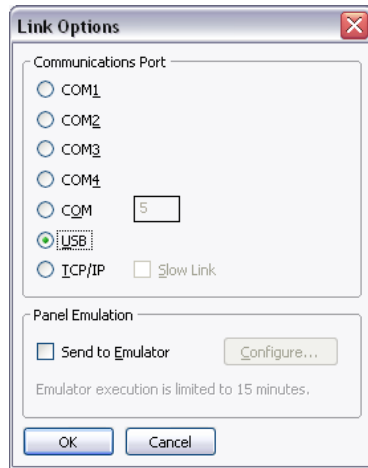 Link Options
Communications Port
COM1
COM2
COM3
COM4
COM 5
USB
TCP/IP Slow Link
Panel Emulation
Send to Emulator Configure...
Emulator execution is limited to 15 minutes.
OK Cancel